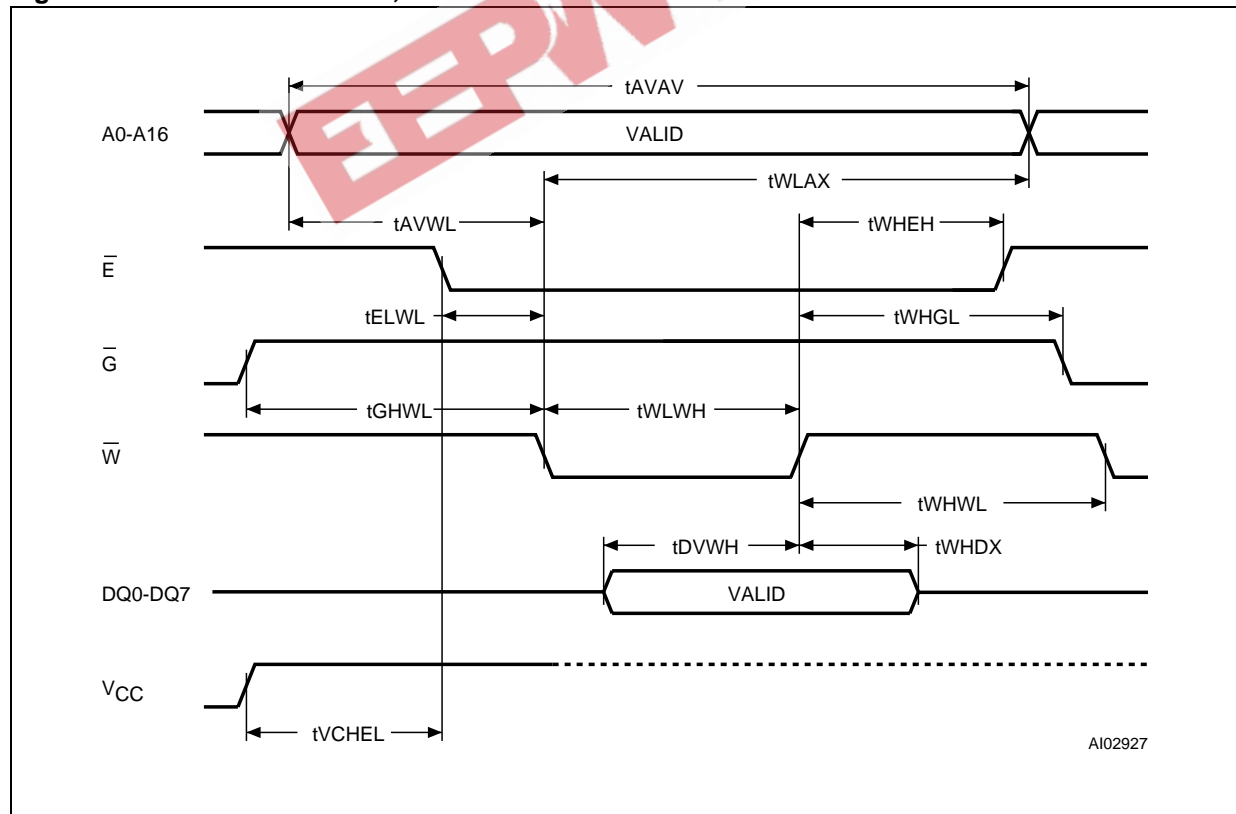 tAVAV
A0-A16
VALID
tWLAX
tAVWL
tWHEH
E
tELWL
tWHGL
G
tGHWL
tWLWH
W
tWHWL
tDVWH
tWHDX
DQ0-DQ7
VALID
VCC
tVCHEL
AI02927